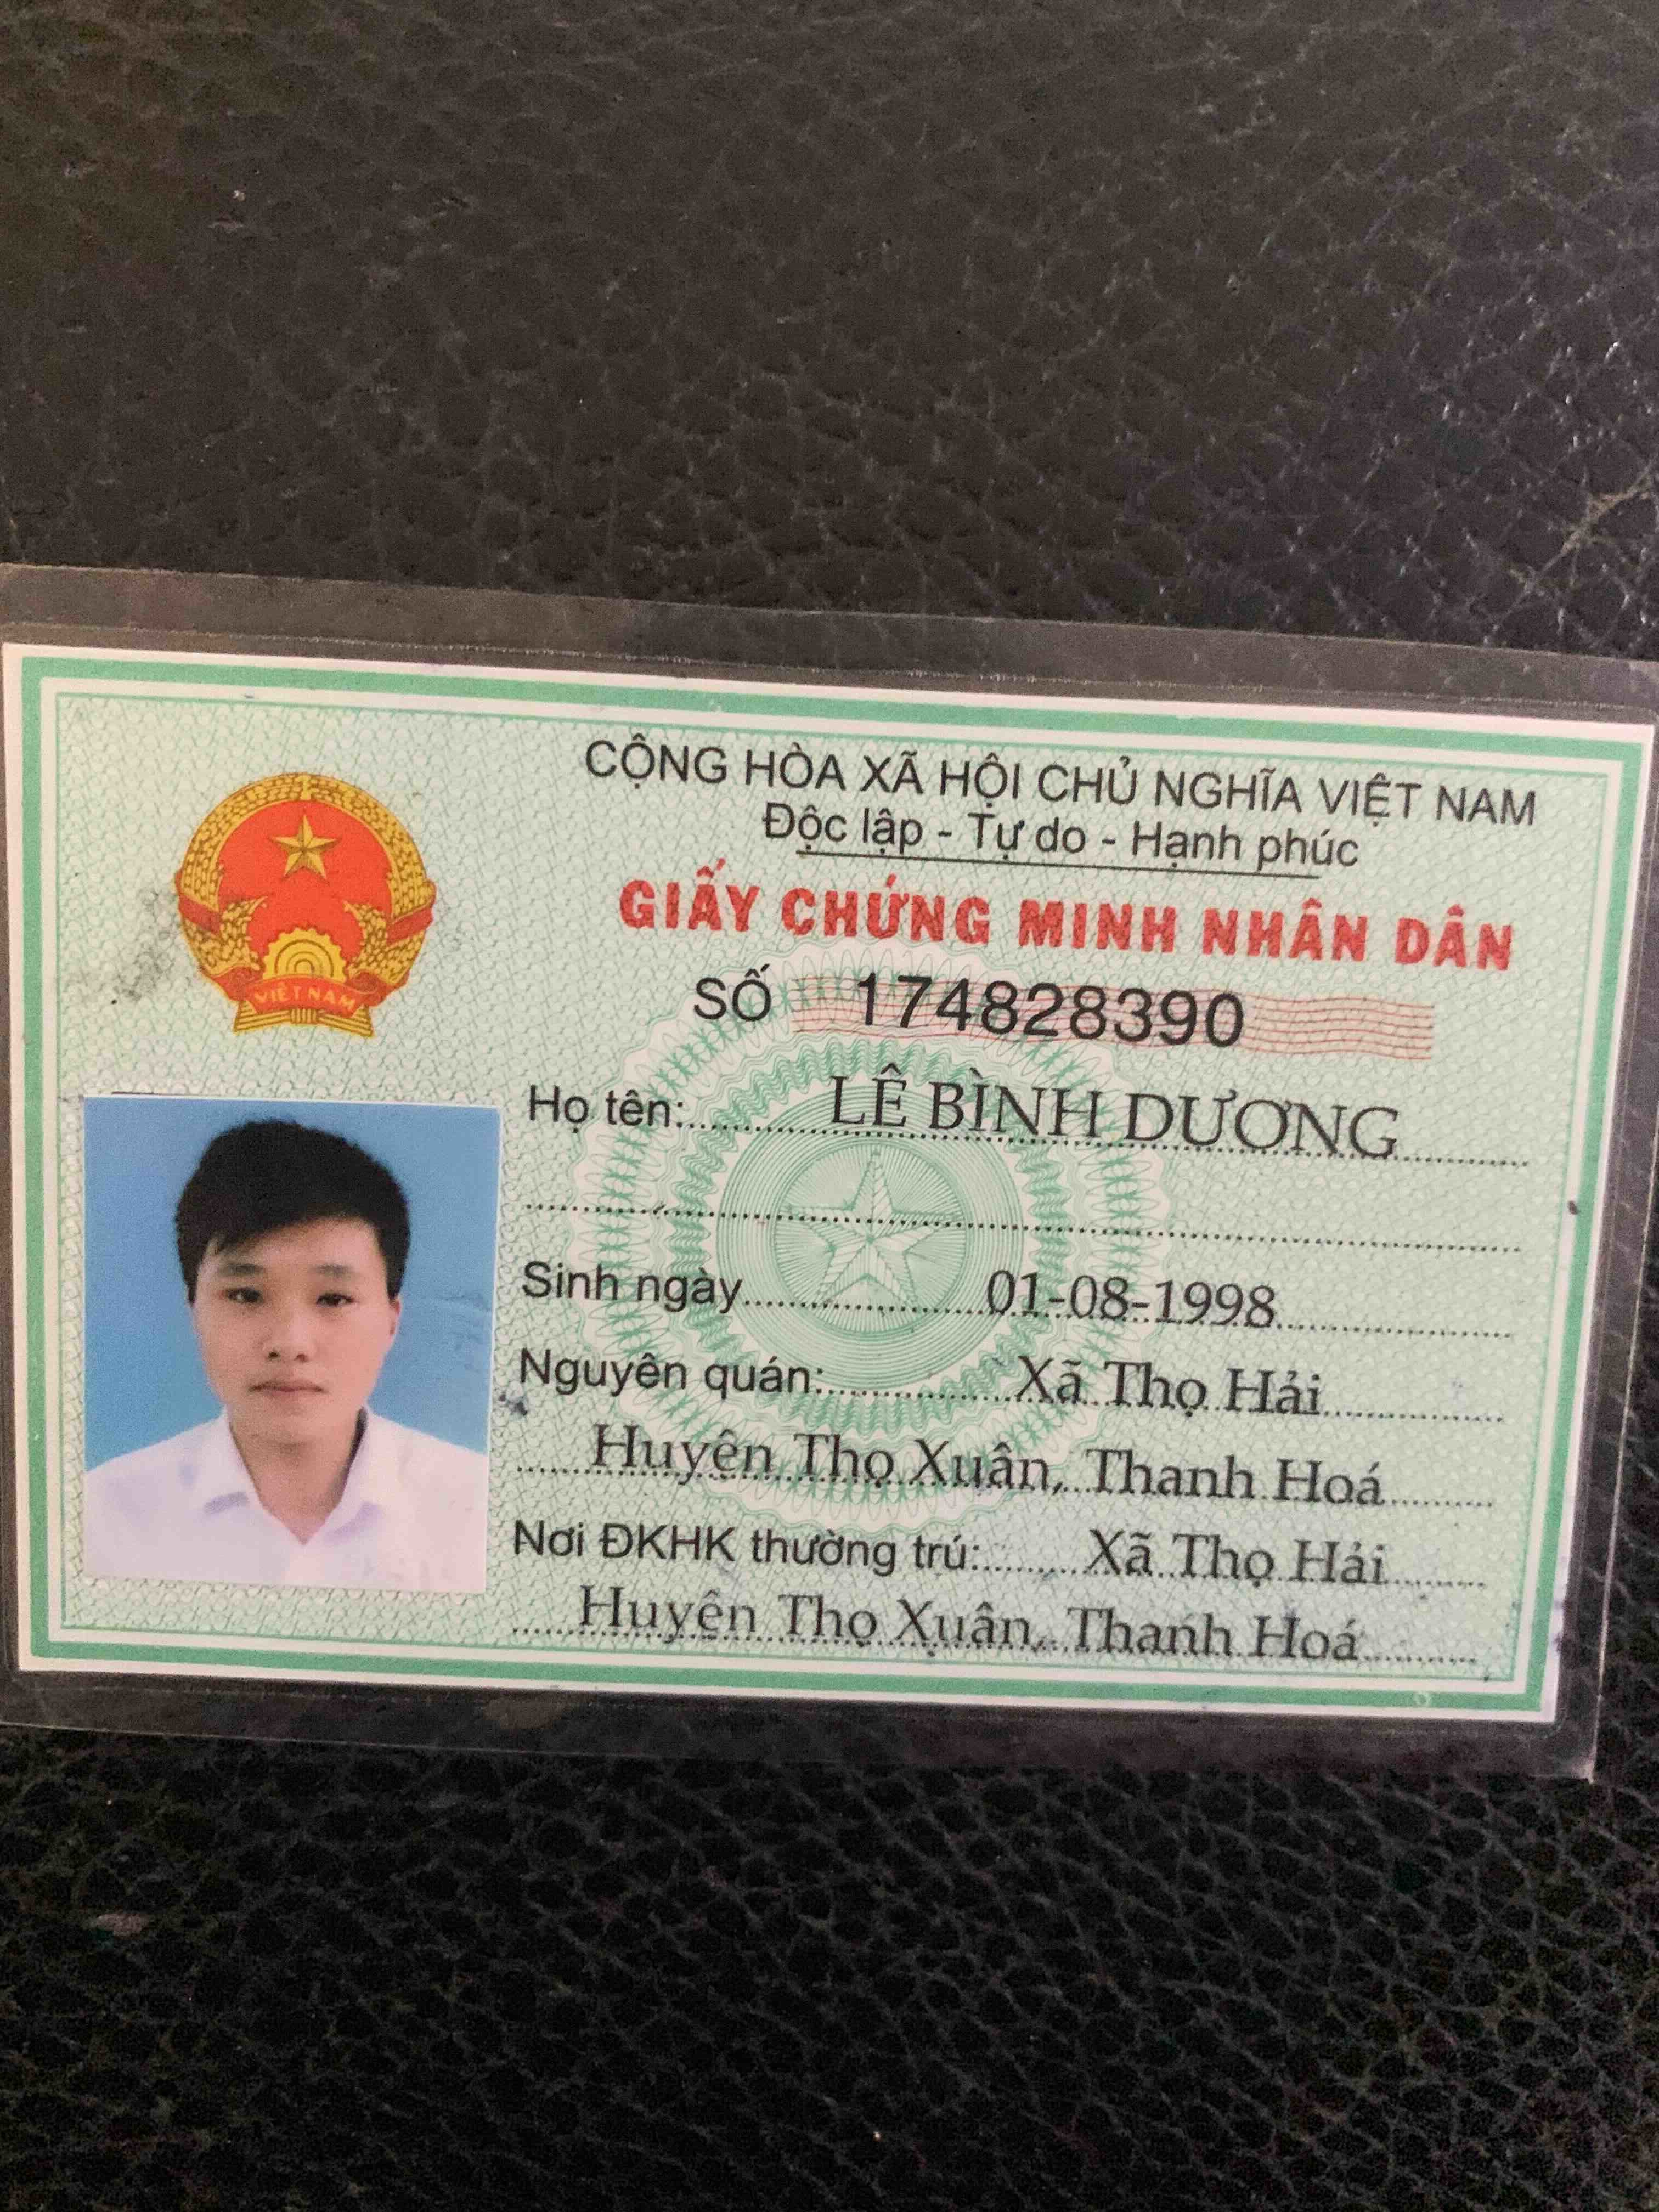 CỘNG HÒA XÃ HỘI CHỦ NGHĨA VIỆT NAM
Độc lập - Tự do - Hạnh phúc
GIẤY CHỨNG MINH NHÂN DÂN
SỐ 174828390
VIỆT NAM
Họ tên: LÊ BÌNH DƯƠNG
Sinh ngày 01-08-1998
Nguyên quán: Xã Thọ Hải
Huyện Thọ Xuân, Thanh Hoá
Nơi ĐKHK thường trú: Xã Thọ Hải
Huyện Thọ Xuân, Thanh Hoá